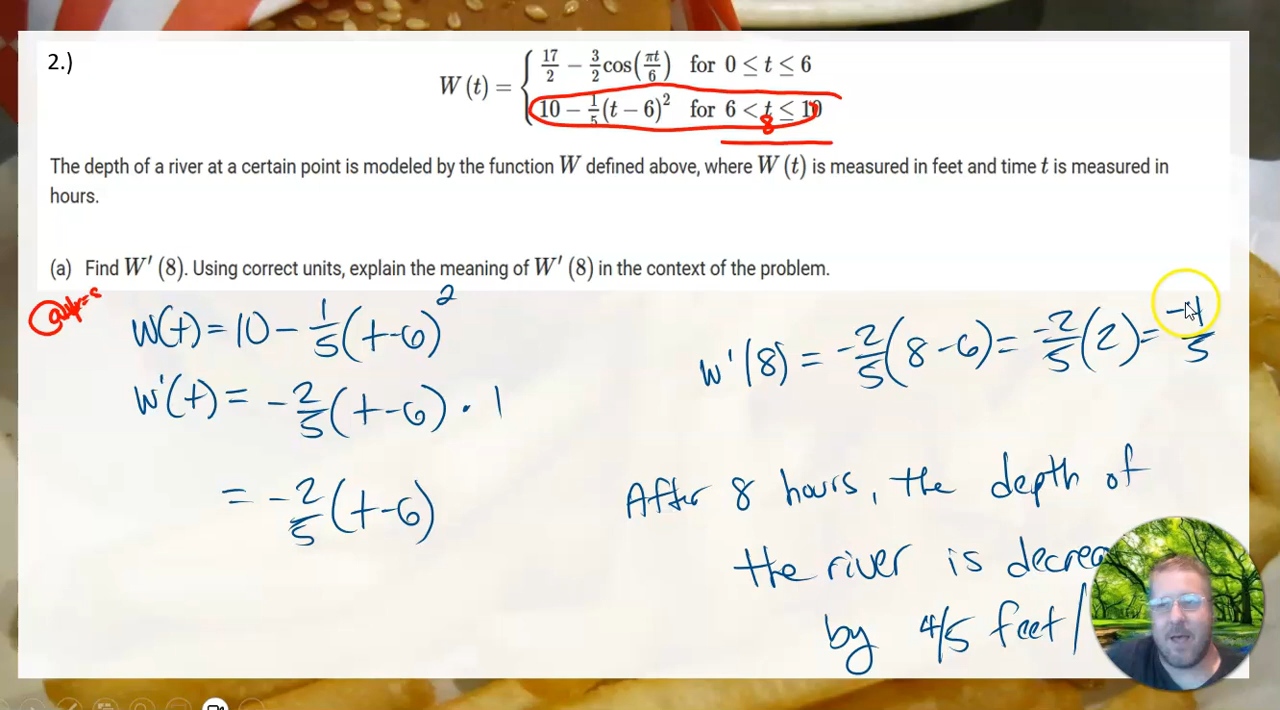 2.)
W (t) = { 17/2 − 3/2 cos(πt/6) for 0 ≤ t ≤ 6
10 − 1/5 (t − 6)² for 6 < t ≤ 10
8
The depth of a river at a certain point is modeled by the function W defined above, where W (t) is measured in feet and time t is measured in
hours.
(a) Find W′ (8). Using correct units, explain the meaning of W′ (8) in the context of the problem.
W(t) = 10 − 1/5 (t−6)²
W'(t) = −2/5 (t−6) · 1
= −2/5 (t−6)
W'(8) = −2/5 (8−6) = −2/5 (2) = −4/5
After 8 hours, the depth of
the river is decrea
by 4/5 feet/